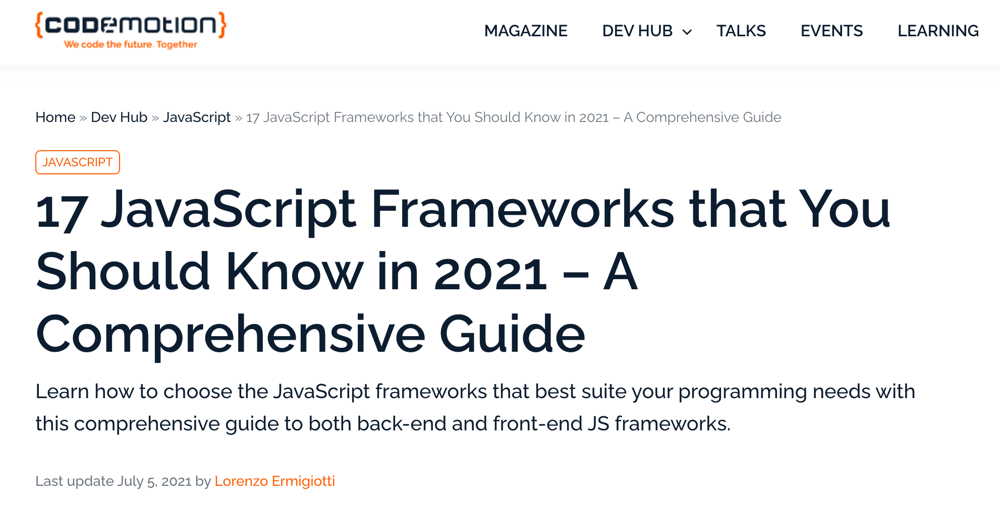 {CODEMOTION}
We code the future. Together
MAGAZINE DEV HUB TALKS EVENTS LEARNING
Home » Dev Hub » JavaScript » 17 JavaScript Frameworks that You Should Know in 2021 – A Comprehensive Guide
JAVASCRIPT
17 JavaScript Frameworks that You
Should Know in 2021 – A
Comprehensive Guide
Learn how to choose the JavaScript frameworks that best suite your programming needs with
this comprehensive guide to both back-end and front-end JS frameworks.
Last update July 5, 2021 by Lorenzo Ermigiotti